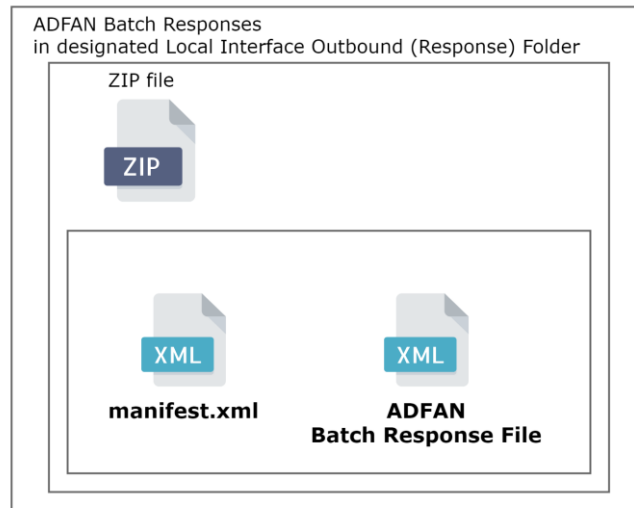 ADFAN Batch Responses
in designated Local Interface Outbound (Response) Folder
ZIP file
ZIP
XML
XML
manifest.xml
ADFAN
Batch Response File